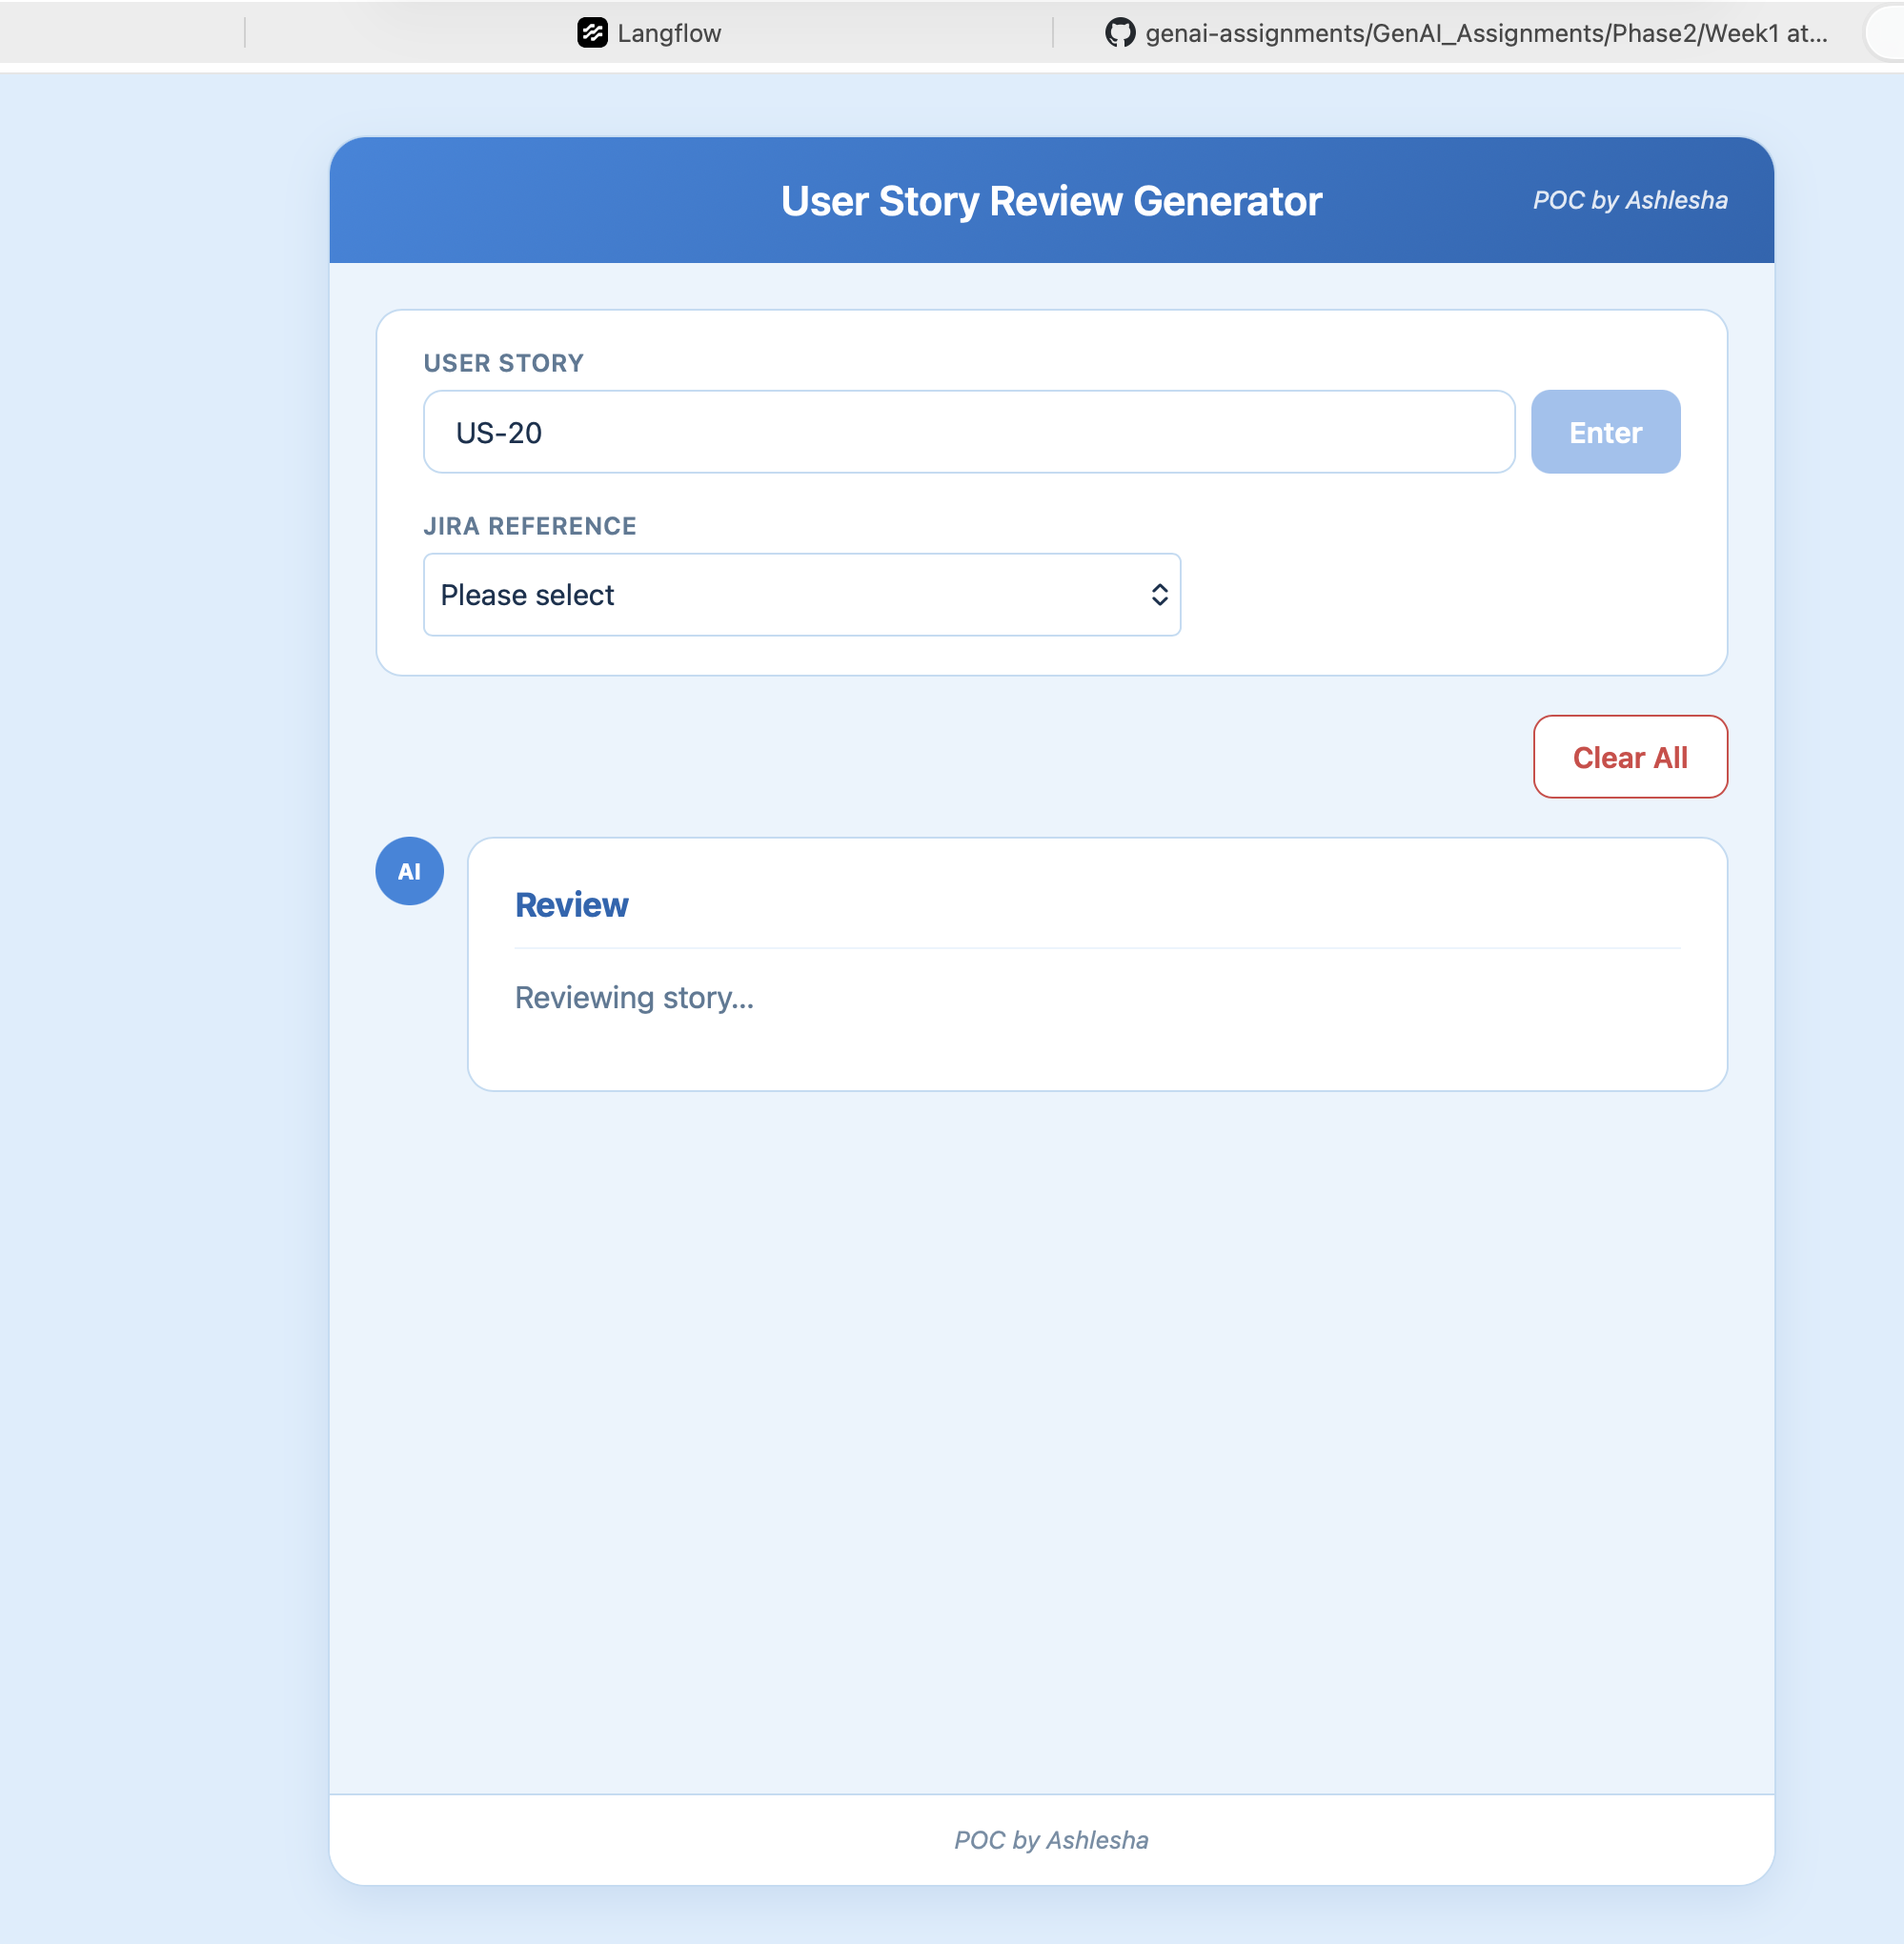 Langflow
genai-assignments/GenAI_Assignments/Phase2/Week1 at...
User Story Review Generator
POC by Ashlesha
USER STORY
US-20
Enter
JIRA REFERENCE
Please select
Clear All
AI
Review
Reviewing story...
POC by Ashlesha